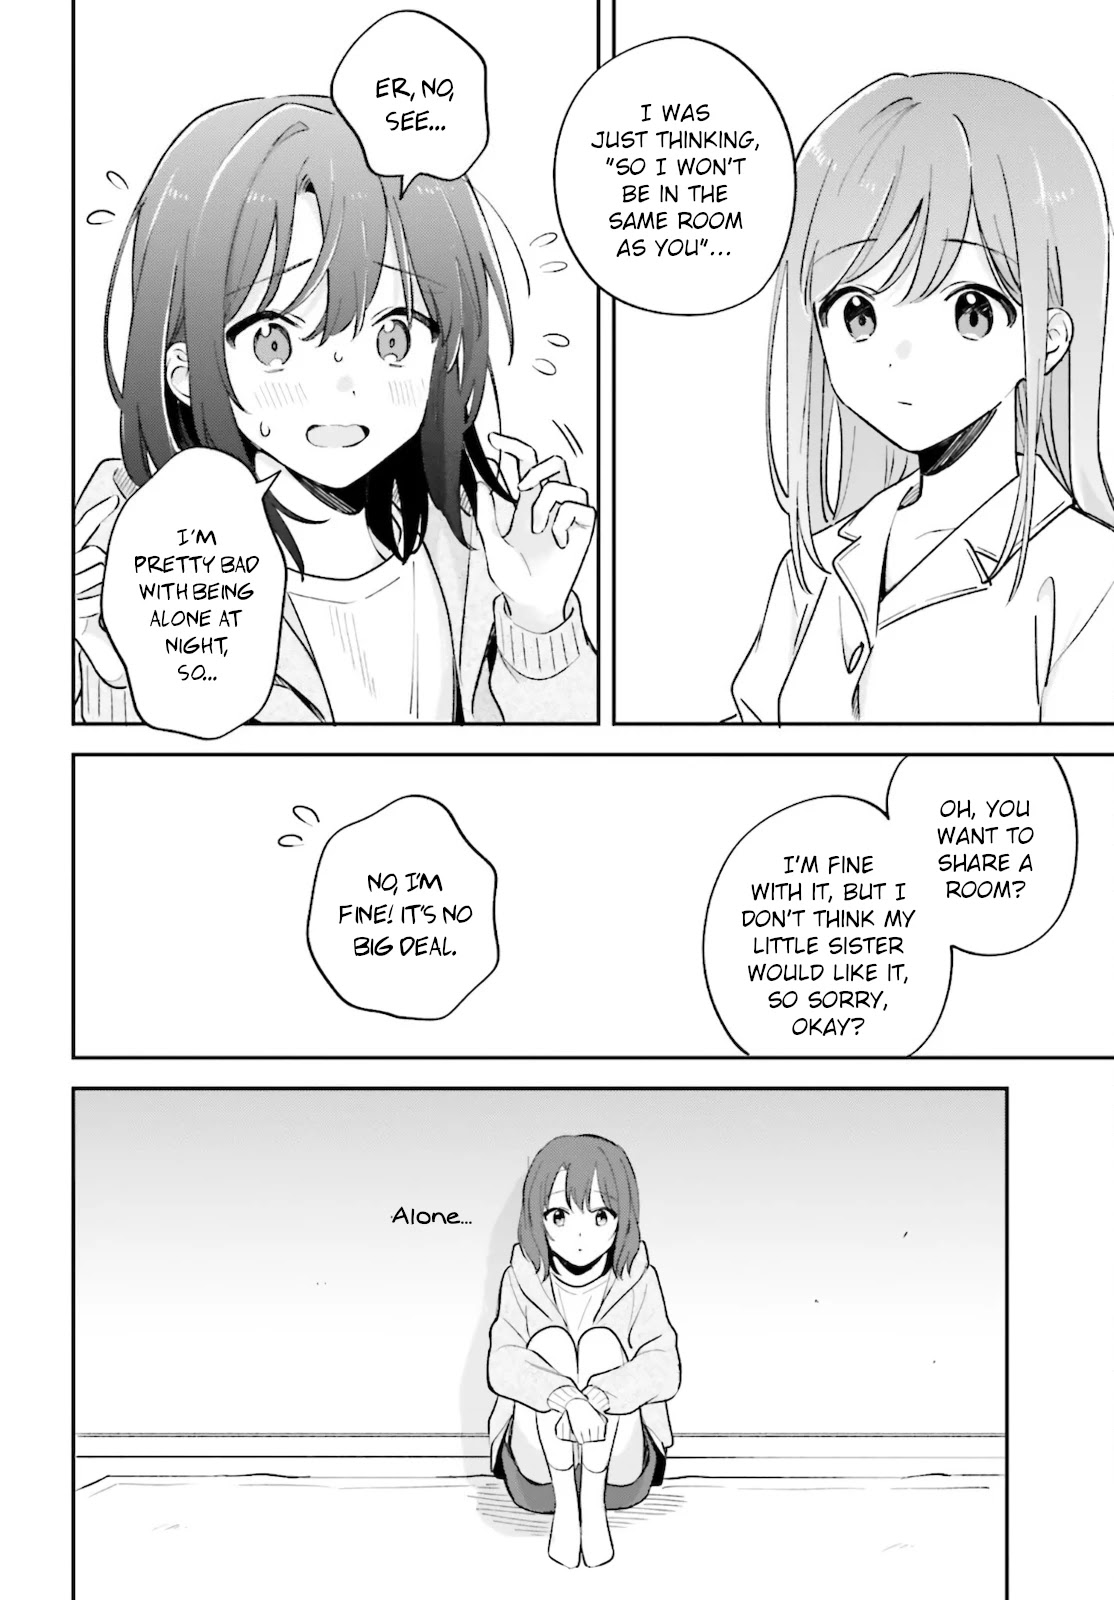 I WAS
JUST THINKING,
"SO I WON'T
BE IN THE
SAME ROOM
AS YOU"...
ER, NO,
SEE...
I'M
PRETTY BAD
WITH BEING
ALONE AT
NIGHT,
SO...
OH, YOU
WANT TO
SHARE A
ROOM?
I'M FINE
WITH IT, BUT I
DON'T THINK MY
LITTLE SISTER
WOULD LIKE IT,
SO SORRY,
OKAY?
NO, I'M
FINE! IT'S NO
BIG DEAL.
Alone...